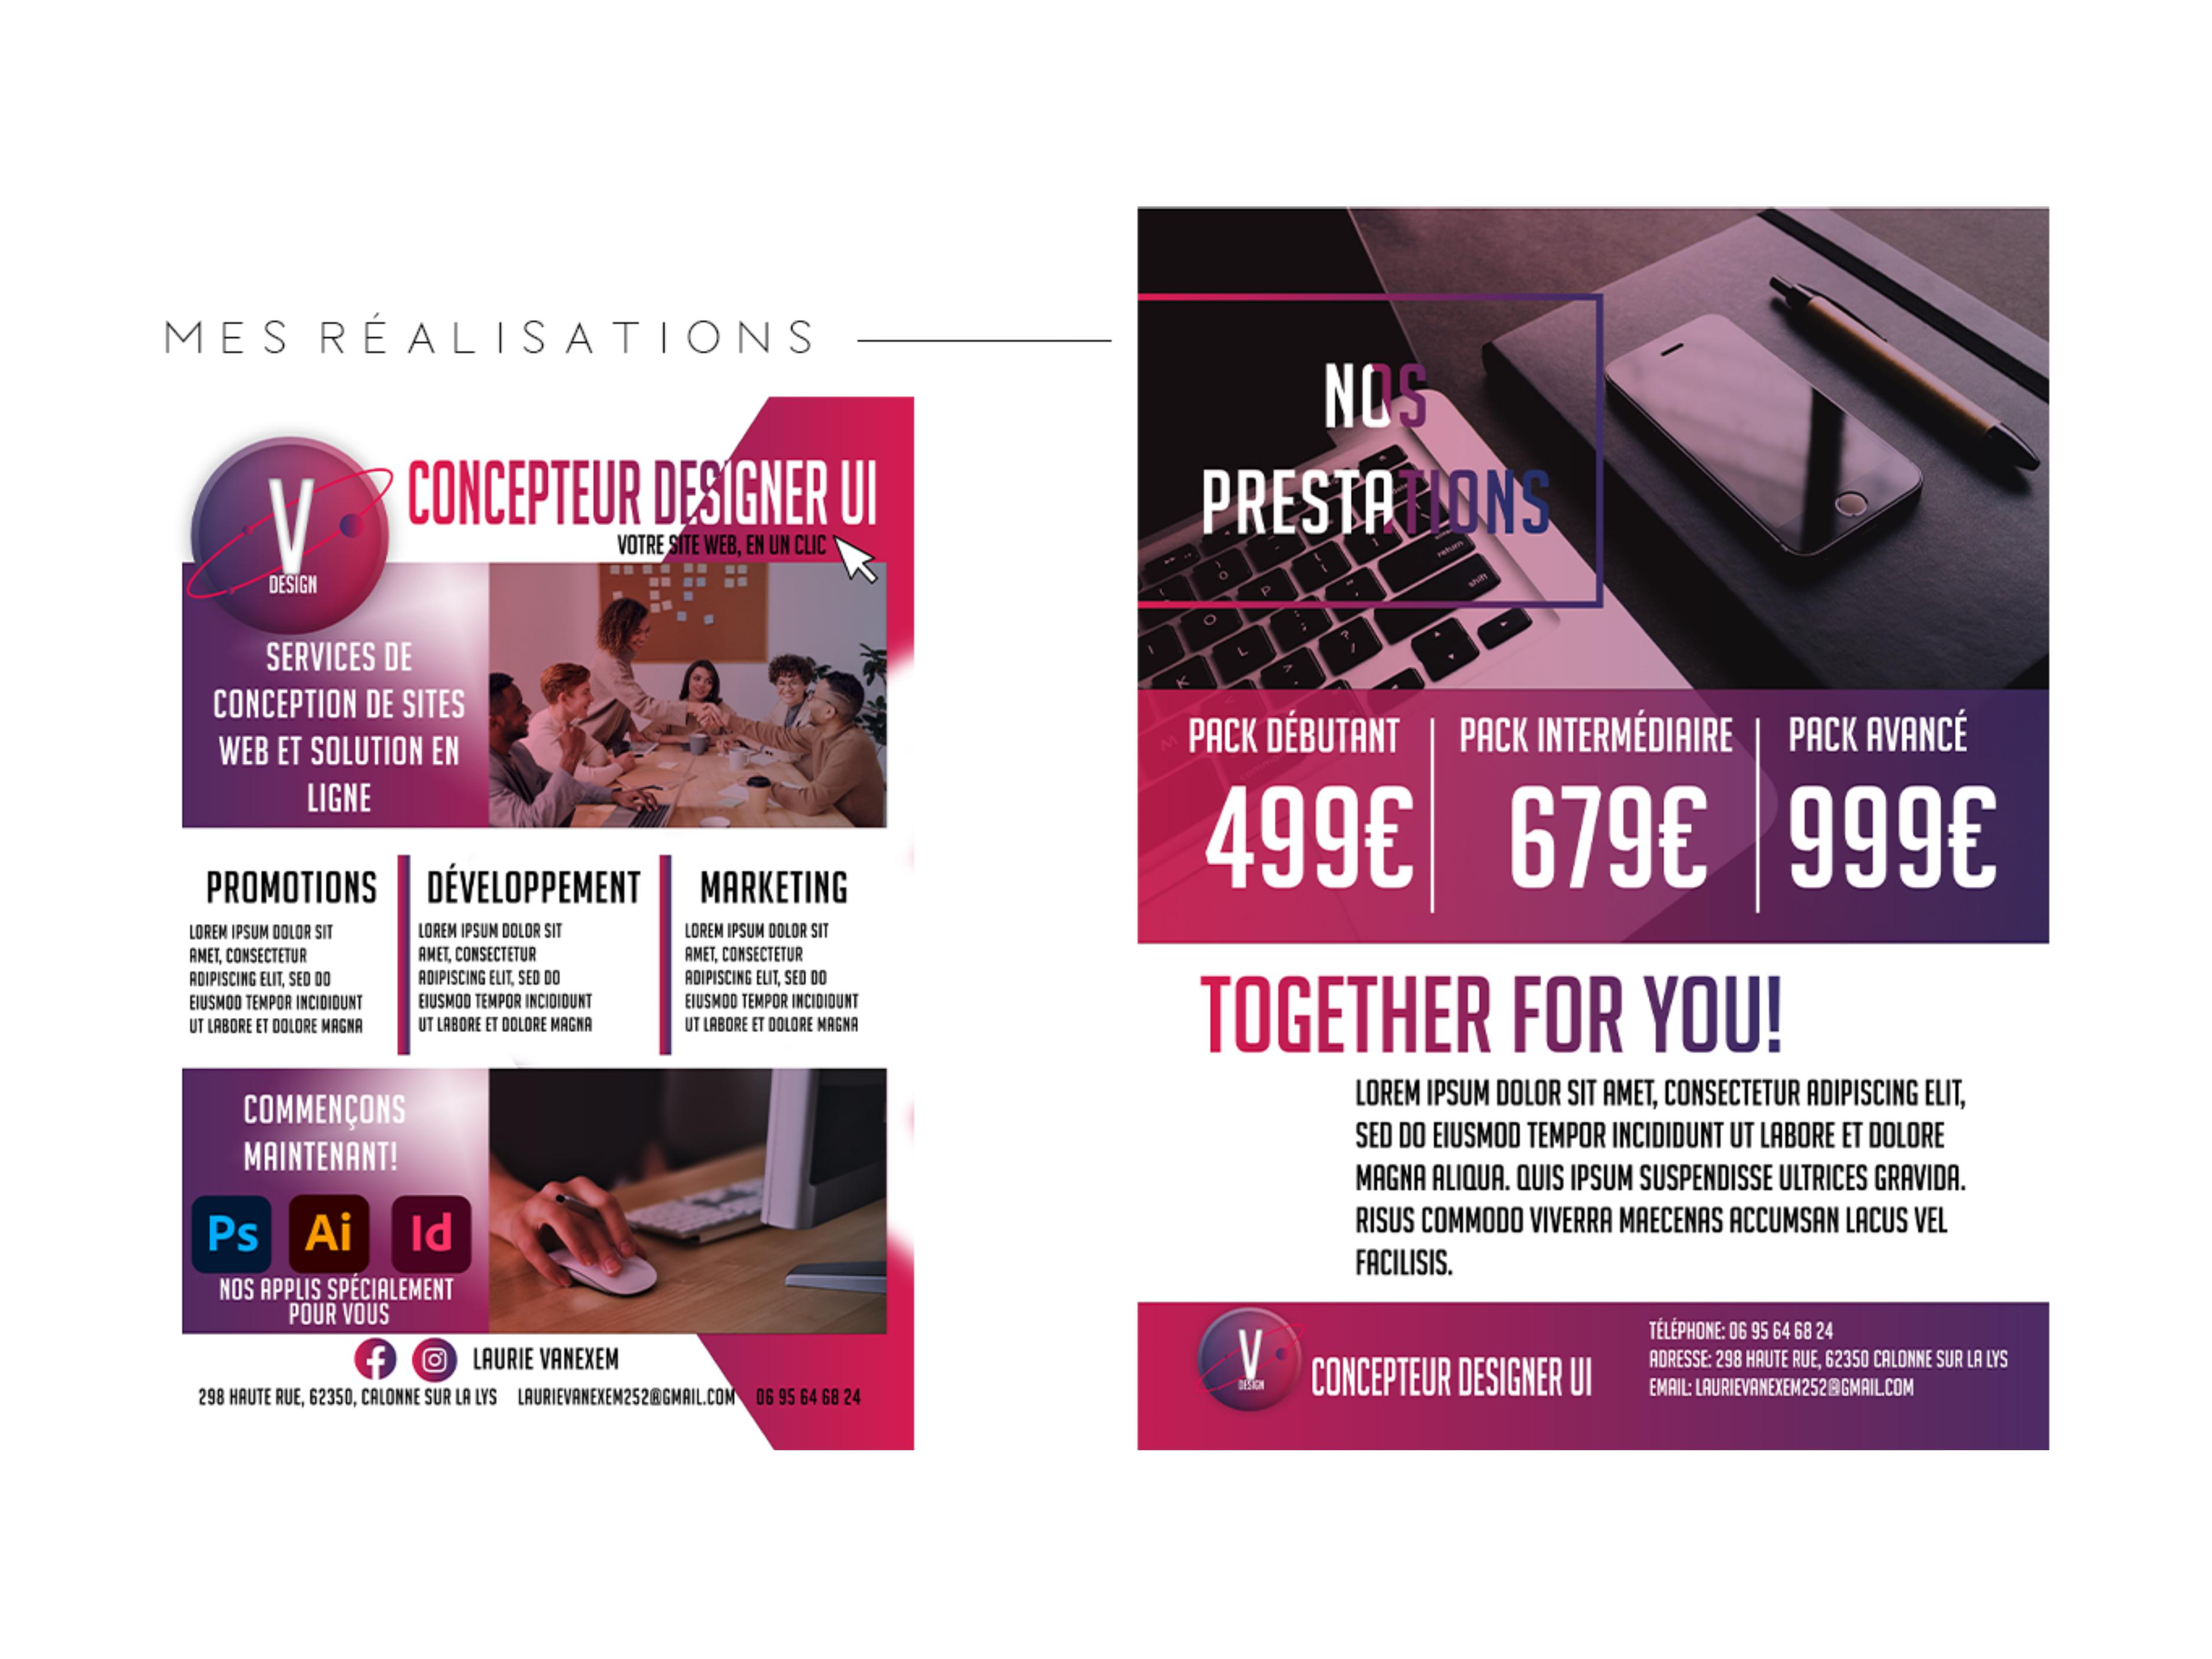 MES RÉALISATIONS
V
DESIGN
CONCEPTEUR DESIGNER UI
VOTRE SITE WEB, EN UN CLIC
SERVICES DE
CONCEPTION DE SITES
WEB ET SOLUTION EN
LIGNE
PROMOTIONS
LOREM IPSUM DOLOR SIT
AMET, CONSECTETUR
ADIPISCING ELIT, SED DO
EIUSMOD TEMPOR INCIDIDUNT
UT LABORE ET DOLORE MAGNA
DÉVELOPPEMENT
LOREM IPSUM DOLOR SIT
AMET, CONSECTETUR
ADIPISCING ELIT, SED DO
EIUSMOD TEMPOR INCIDIDUNT
UT LABORE ET DOLORE MAGNA
MARKETING
LOREM IPSUM DOLOR SIT
AMET, CONSECTETUR
ADIPISCING ELIT, SED DO
EIUSMOD TEMPOR INCIDIDUNT
UT LABORE ET DOLORE MAGNA
COMMENÇONS
MAINTENANT!
Ps Ai Id
NOS APPLIS SPÉCIALEMENT
POUR VOUS
LAURIE VANEXEM
298 HAUTE RUE, 62350, CALONNE SUR LA LYS LAURIEVANEXEM252@GMAIL.COM 06 95 64 68 24
NOS
PRESTATIONS
return
shift
PACK DÉBUTANT
499€
PACK INTERMÉDIAIRE
679€
PACK AVANCÉ
999€
TOGETHER FOR YOU!
LOREM IPSUM DOLOR SIT AMET, CONSECTETUR ADIPISCING ELIT,
SED DO EIUSMOD TEMPOR INCIDIDUNT UT LABORE ET DOLORE
MAGNA ALIQUA. QUIS IPSUM SUSPENDISSE ULTRICES GRAVIDA.
RISUS COMMODO VIVERRA MAECENAS ACCUMSAN LACUS VEL
FACILISIS.
V
DESIGN
CONCEPTEUR DESIGNER UI
TÉLÉPHONE: 06 95 64 68 24
ADRESSE: 298 HAUTE RUE, 62350 CALONNE SUR LA LYS
EMAIL: LAURIEVANEXEM252@GMAIL.COM